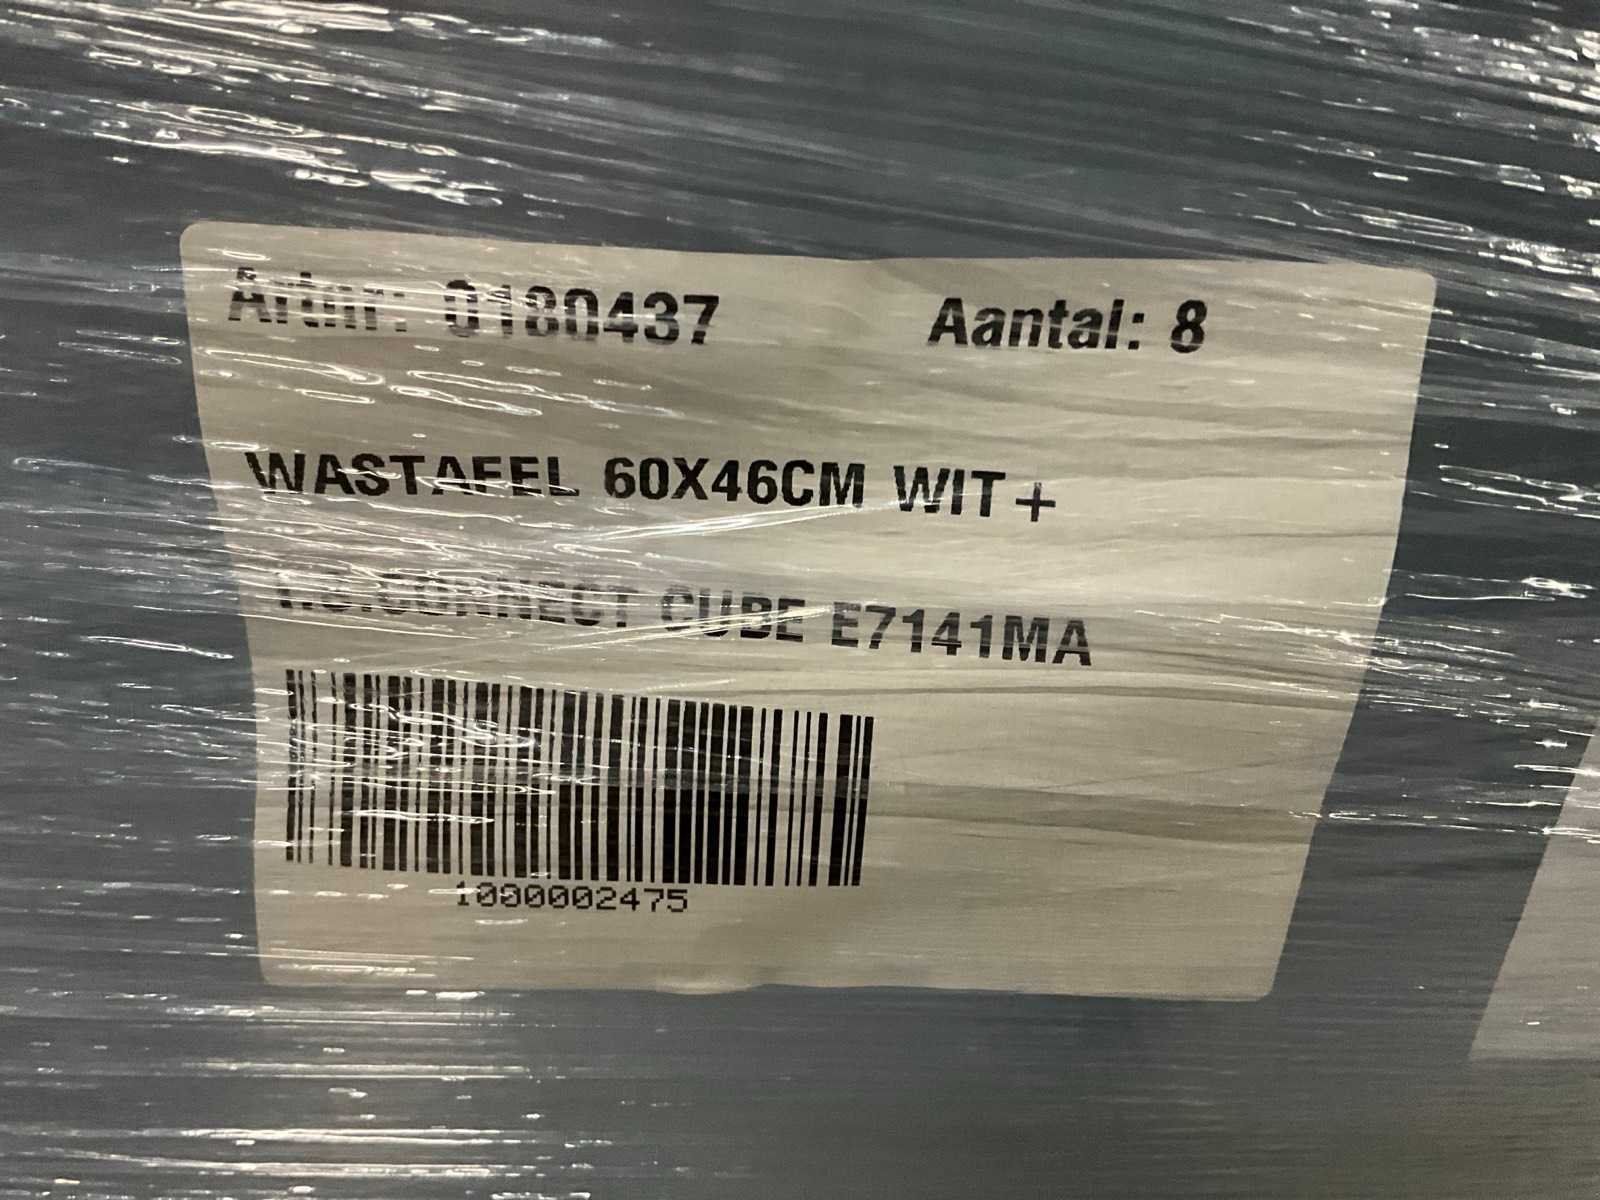 Artnr: 0180437 Aantal: 8
WASTAFEL 60X46CM WIT+
I.S.CONNECT CUBE E7141MA
1000002475